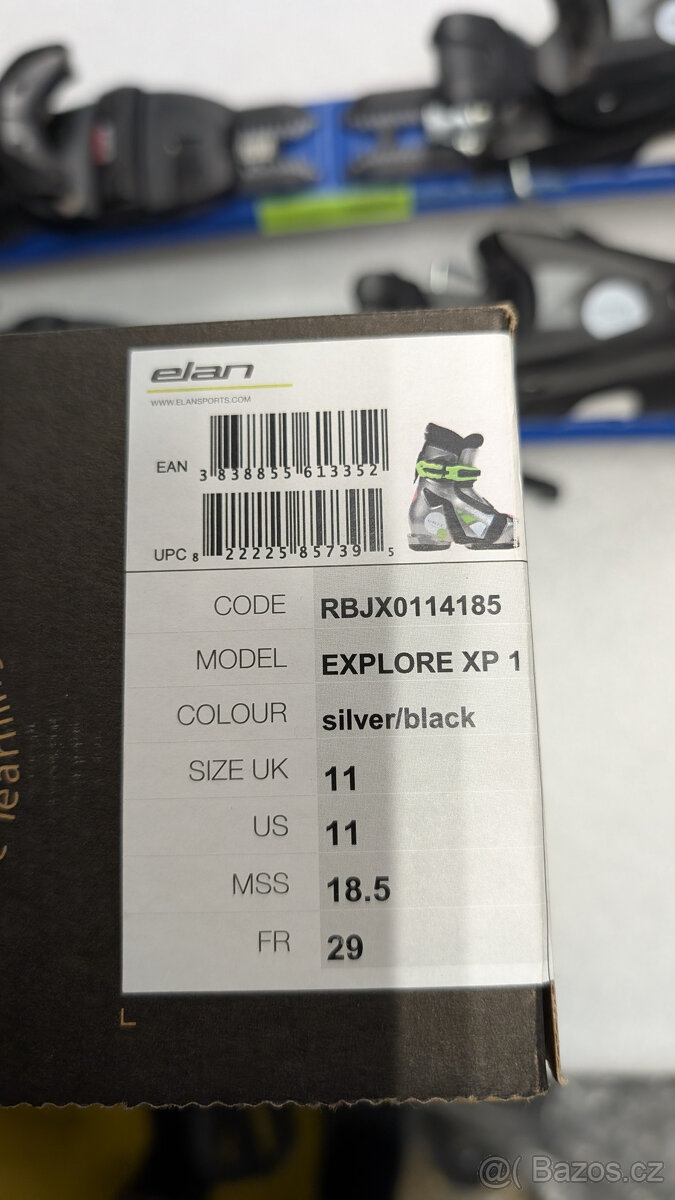 elan
WWW.ELANSPORTS.COM
EAN 3 838855 613352
UPC 8 22225 85739 5
CODE RBJX0114185
MODEL EXPLORE XP 1
COLOUR silver/black
SIZE UK 11
US 11
MSS 18.5
FR 29
Bazos.cz